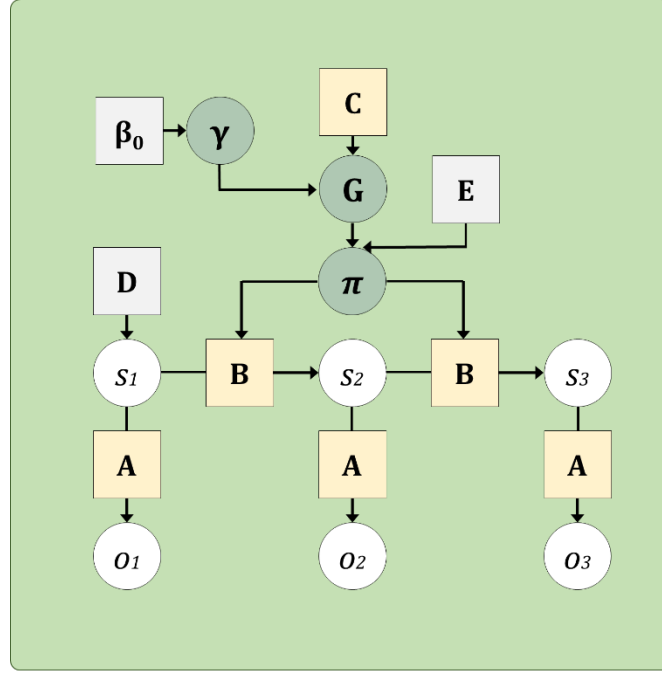 C
β0 γ
G E
D π
s1 B s2 B s3
A A A
o1 o2 o3